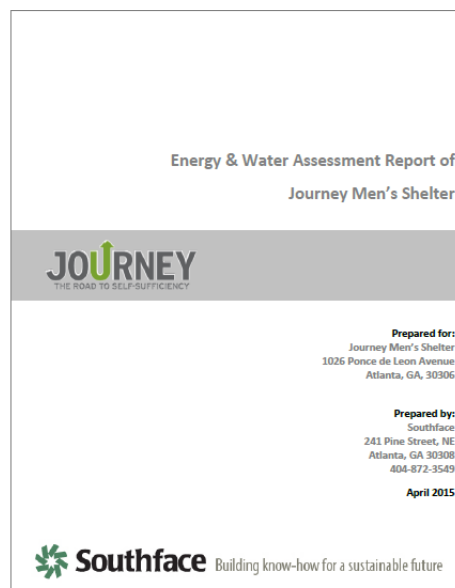 Energy & Water Assessment Report of
Journey Men's Shelter
JOURNEY
THE ROAD TO SELF-SUFFICIENCY
Prepared for:
Journey Men's Shelter
1026 Ponce de Leon Avenue
Atlanta, GA, 30306
Prepared by:
Southface
241 Pine Street, NE
Atlanta, GA 30308
404-872-3549
April 2015
Southface Building know-how for a sustainable future